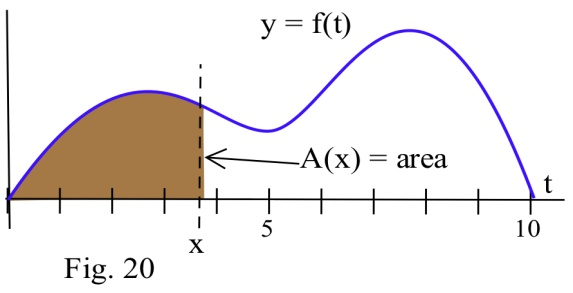 y = f(t)
A(x) = area
t
x
5
10
Fig. 20